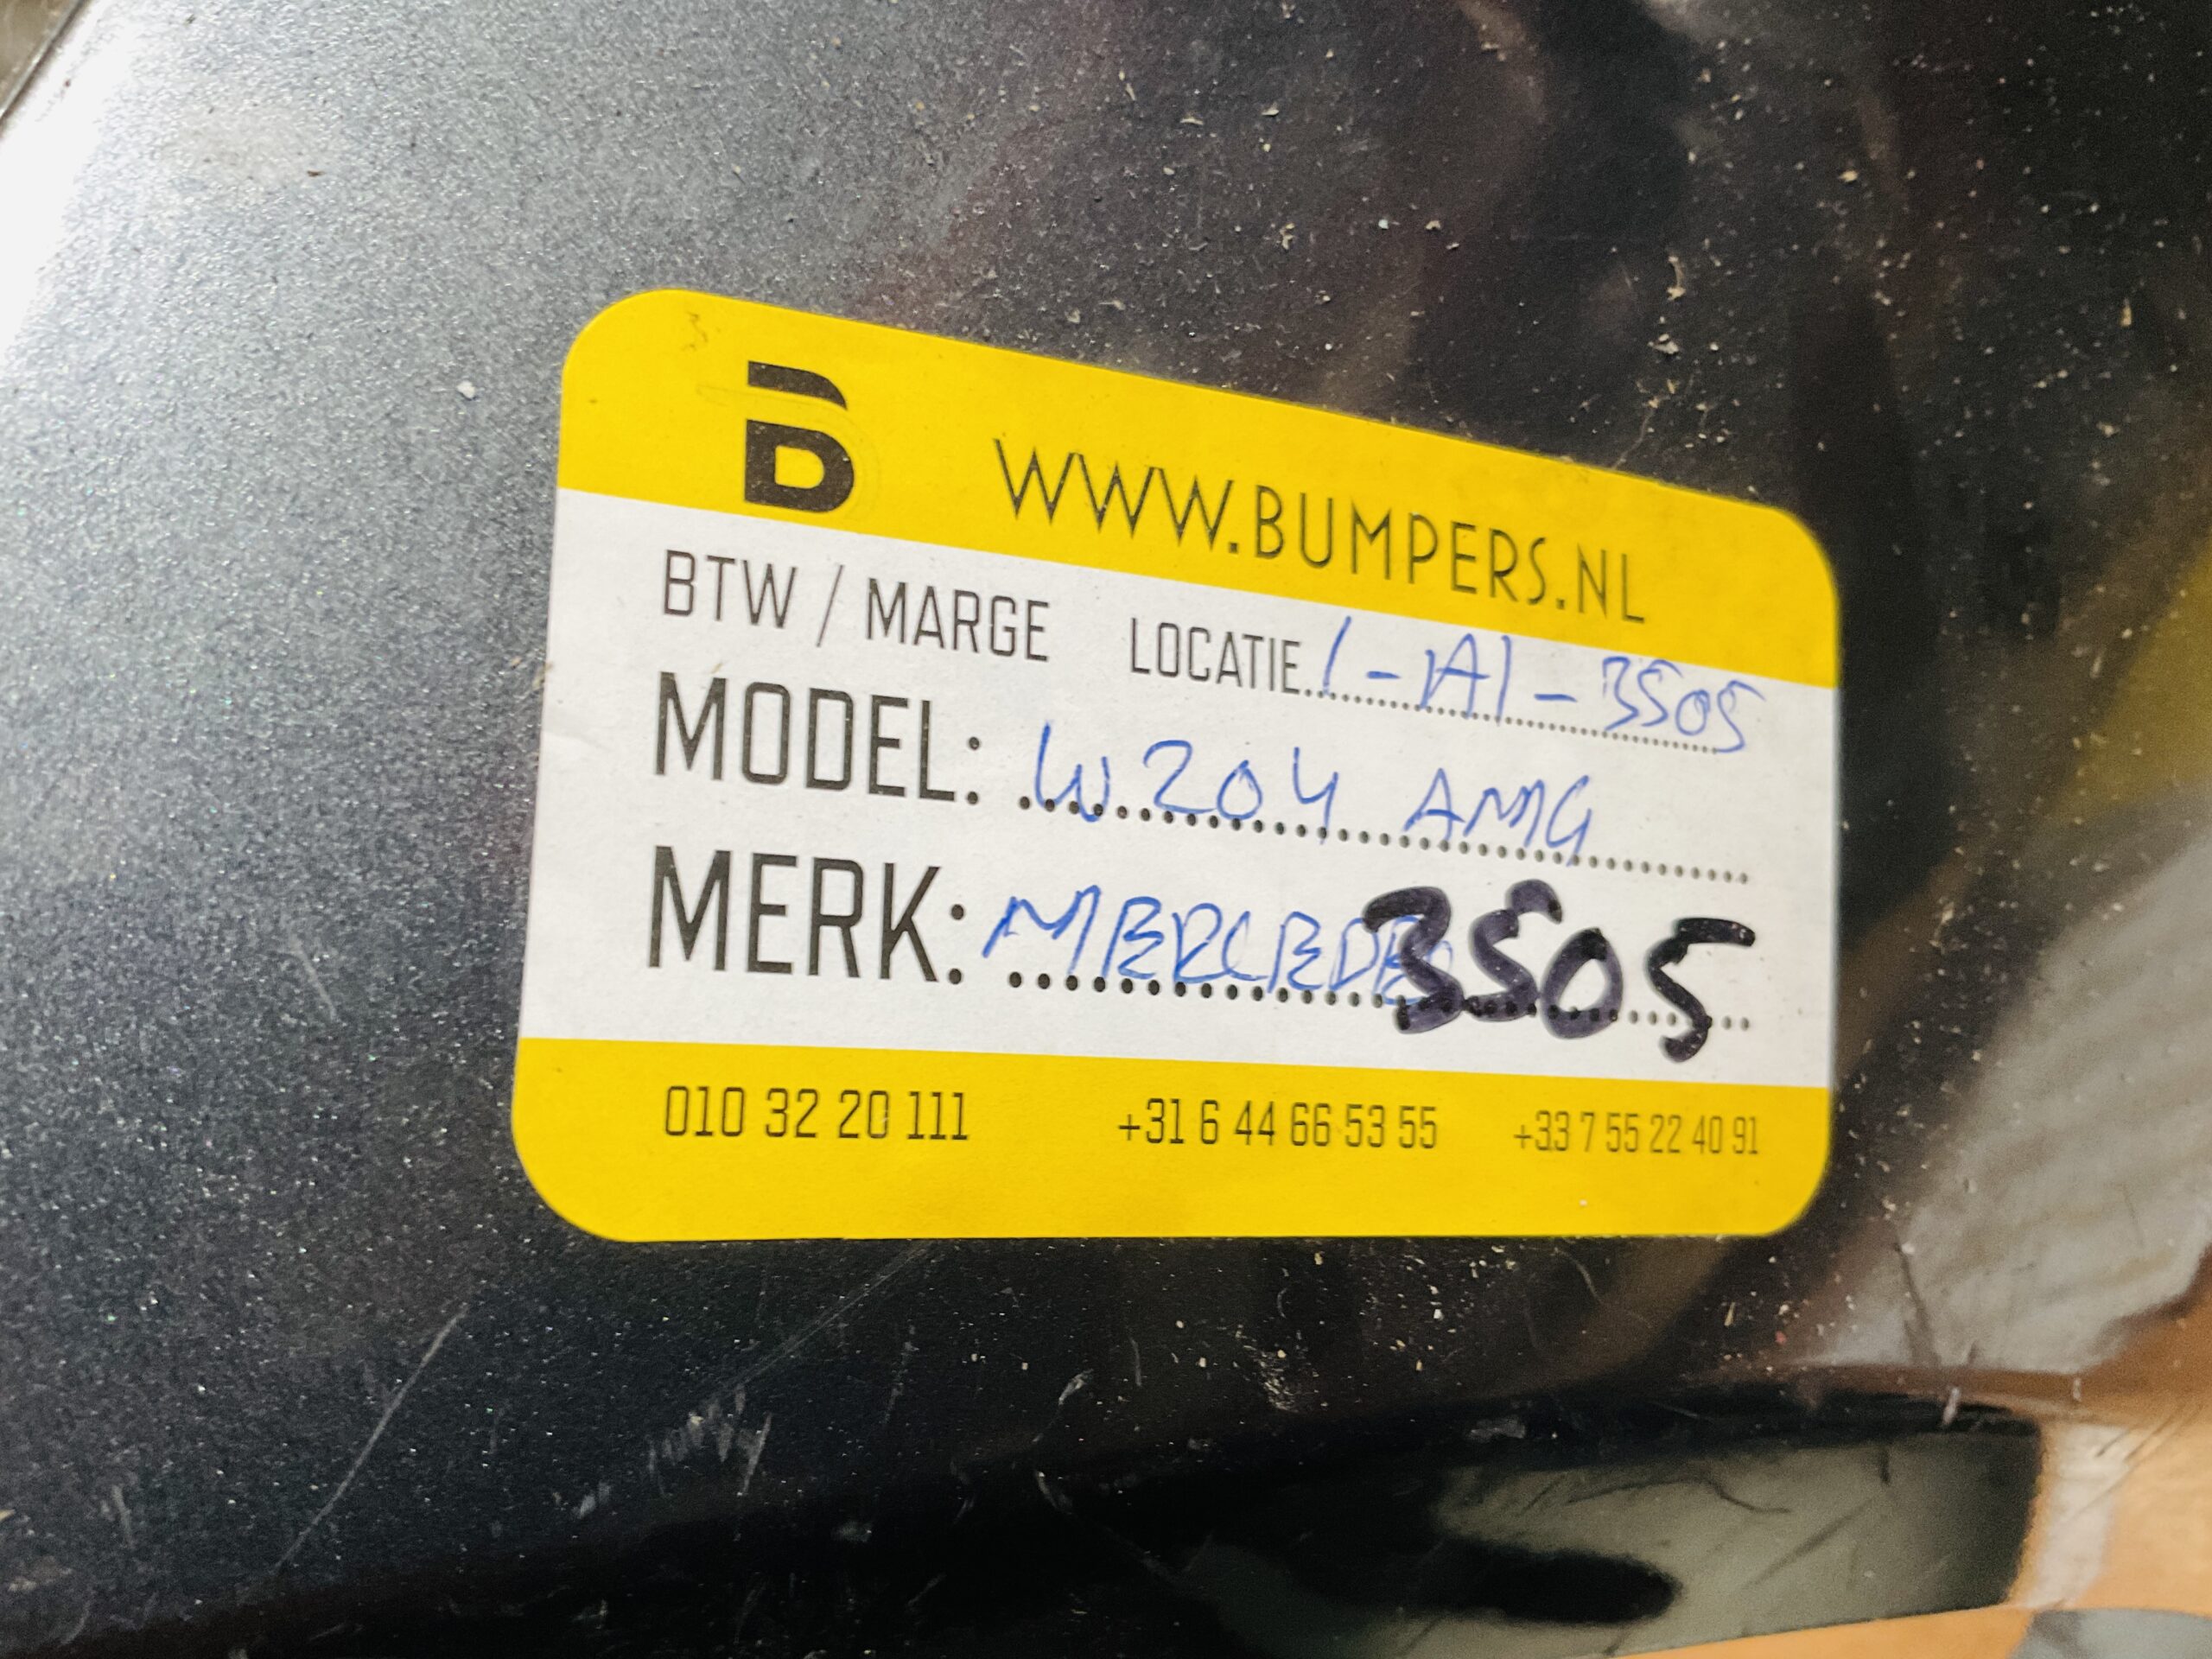 B WWW.BUMPERS.NL
BTW / MARGE LOCATIE 1-A1-3505
MODEL: W204 AMG
MERK: MERCEDE 3505
010 32 20 111 +31 6 44 66 53 55 +33 7 55 22 40 91